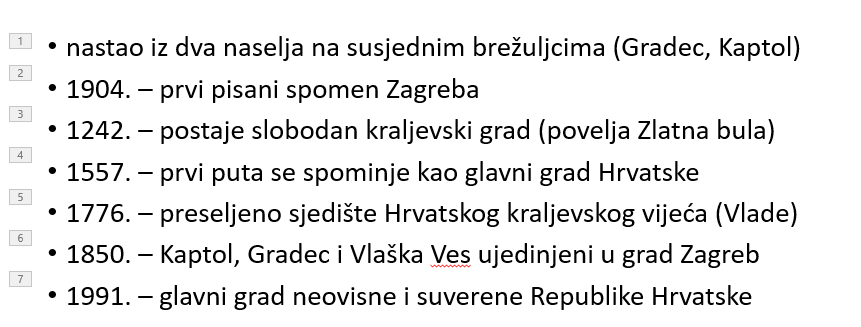 1 • nastao iz dva naselja na susjednim brežuljcima (Gradec, Kaptol)
2 • 1904. – prvi pisani spomen Zagreba
3 • 1242. – postaje slobodan kraljevski grad (povelja Zlatna bula)
4 • 1557. – prvi puta se spominje kao glavni grad Hrvatske
5 • 1776. – preseljeno sjedište Hrvatskog kraljevskog vijeća (Vlade)
6 • 1850. – Kaptol, Gradec i Vlaška Ves ujedinjeni u grad Zagreb
7 • 1991. – glavni grad neovisne i suverene Republike Hrvatske